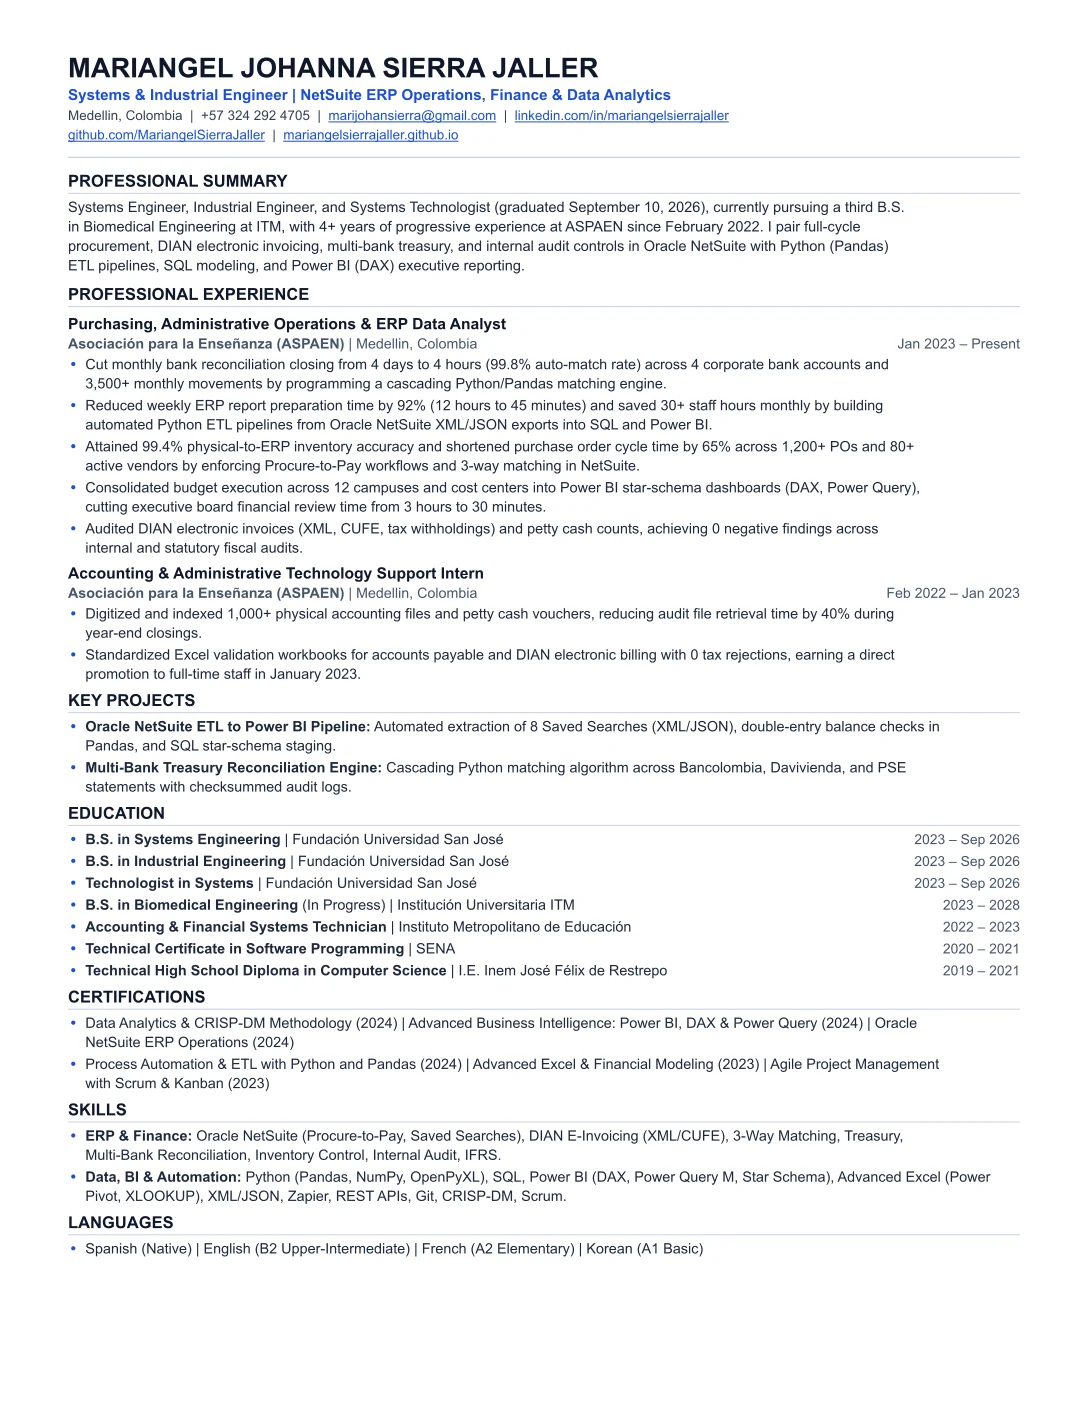 MARIANGEL JOHANNA SIERRA JALLER
Systems & Industrial Engineer | NetSuite ERP Operations, Finance & Data Analytics
Medellin, Colombia | +57 324 292 4705 | marijohansierra@gmail.com | linkedin.com/in/mariangelsierrajaller
github.com/MariangelSierraJaller | mariangelsierrajaller.github.io
PROFESSIONAL SUMMARY
Systems Engineer, Industrial Engineer, and Systems Technologist (graduated September 10, 2026), currently pursuing a third B.S.
in Biomedical Engineering at ITM, with 4+ years of progressive experience at ASPAEN since February 2022. I pair full-cycle
procurement, DIAN electronic invoicing, multi-bank treasury, and internal audit controls in Oracle NetSuite with Python (Pandas)
ETL pipelines, SQL modeling, and Power BI (DAX) executive reporting.
PROFESSIONAL EXPERIENCE
Purchasing, Administrative Operations & ERP Data Analyst
Asociación para la Enseñanza (ASPAEN) | Medellin, Colombia Jan 2023 – Present
• Cut monthly bank reconciliation closing from 4 days to 4 hours (99.8% auto-match rate) across 4 corporate bank accounts and
3,500+ monthly movements by programming a cascading Python/Pandas matching engine.
• Reduced weekly ERP report preparation time by 92% (12 hours to 45 minutes) and saved 30+ staff hours monthly by building
automated Python ETL pipelines from Oracle NetSuite XML/JSON exports into SQL and Power BI.
• Attained 99.4% physical-to-ERP inventory accuracy and shortened purchase order cycle time by 65% across 1,200+ POs and 80+
active vendors by enforcing Procure-to-Pay workflows and 3-way matching in NetSuite.
• Consolidated budget execution across 12 campuses and cost centers into Power BI star-schema dashboards (DAX, Power Query),
cutting executive board financial review time from 3 hours to 30 minutes.
• Audited DIAN electronic invoices (XML, CUFE, tax withholdings) and petty cash counts, achieving 0 negative findings across
internal and statutory fiscal audits.
Accounting & Administrative Technology Support Intern
Asociación para la Enseñanza (ASPAEN) | Medellin, Colombia Feb 2022 – Jan 2023
• Digitized and indexed 1,000+ physical accounting files and petty cash vouchers, reducing audit file retrieval time by 40% during
year-end closings.
• Standardized Excel validation workbooks for accounts payable and DIAN electronic billing with 0 tax rejections, earning a direct
promotion to full-time staff in January 2023.
KEY PROJECTS
• Oracle NetSuite ETL to Power BI Pipeline: Automated extraction of 8 Saved Searches (XML/JSON), double-entry balance checks in
Pandas, and SQL star-schema staging.
• Multi-Bank Treasury Reconciliation Engine: Cascading Python matching algorithm across Bancolombia, Davivienda, and PSE
statements with checksummed audit logs.
EDUCATION
• B.S. in Systems Engineering | Fundación Universidad San José 2023 – Sep 2026
• B.S. in Industrial Engineering | Fundación Universidad San José 2023 – Sep 2026
• Technologist in Systems | Fundación Universidad San José 2023 – Sep 2026
• B.S. in Biomedical Engineering (In Progress) | Institución Universitaria ITM 2023 – 2028
• Accounting & Financial Systems Technician | Instituto Metropolitano de Educación 2022 – 2023
• Technical Certificate in Software Programming | SENA 2020 – 2021
• Technical High School Diploma in Computer Science | I.E. Inem José Félix de Restrepo 2019 – 2021
CERTIFICATIONS
• Data Analytics & CRISP-DM Methodology (2024) | Advanced Business Intelligence: Power BI, DAX & Power Query (2024) | Oracle
NetSuite ERP Operations (2024)
• Process Automation & ETL with Python and Pandas (2024) | Advanced Excel & Financial Modeling (2023) | Agile Project Management
with Scrum & Kanban (2023)
SKILLS
• ERP & Finance: Oracle NetSuite (Procure-to-Pay, Saved Searches), DIAN E-Invoicing (XML/CUFE), 3-Way Matching, Treasury,
Multi-Bank Reconciliation, Inventory Control, Internal Audit, IFRS.
• Data, BI & Automation: Python (Pandas, NumPy, OpenPyXL), SQL, Power BI (DAX, Power Query M, Star Schema), Advanced Excel (Power
Pivot, XLOOKUP), XML/JSON, Zapier, REST APIs, Git, CRISP-DM, Scrum.
LANGUAGES
• Spanish (Native) | English (B2 Upper-Intermediate) | French (A2 Elementary) | Korean (A1 Basic)